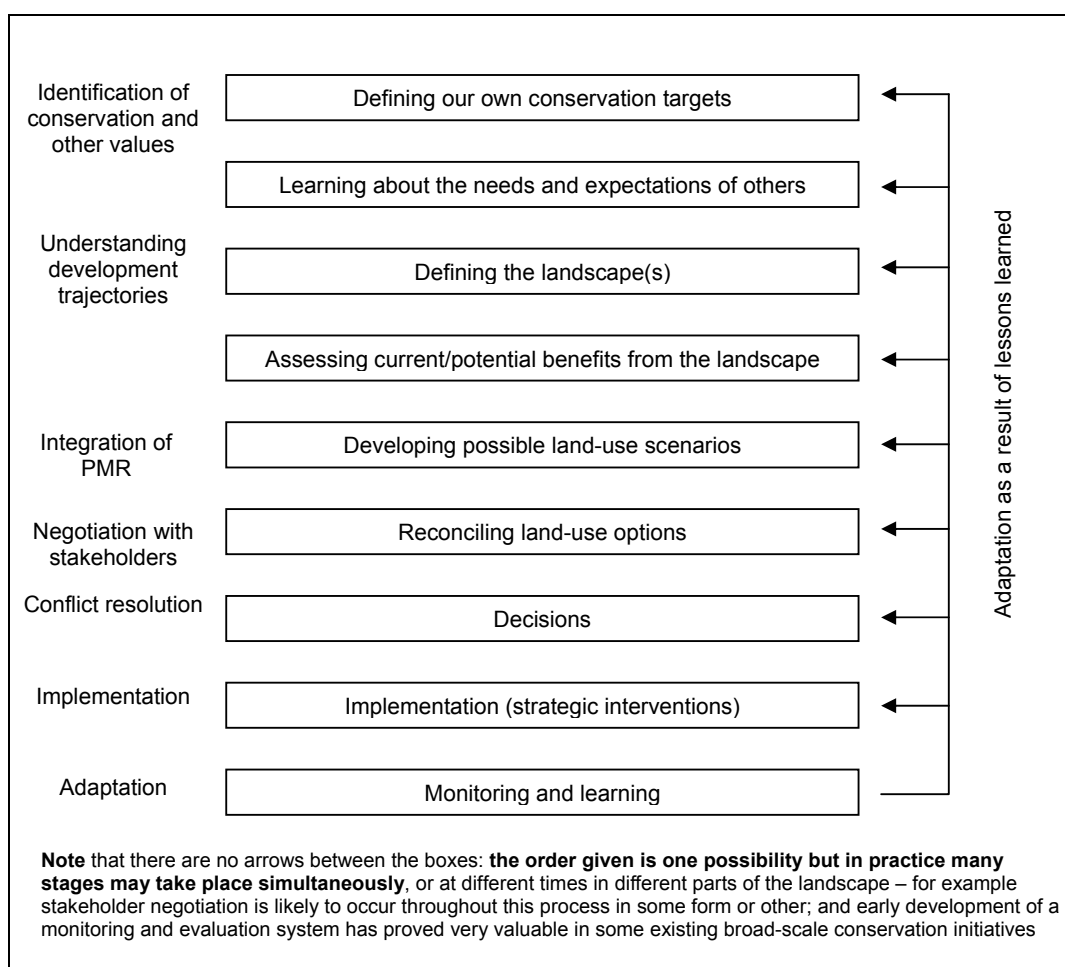 Identification of
conservation and
other values
Defining our own conservation targets
Learning about the needs and expectations of others
Understanding
development
trajectories
Defining the landscape(s)
Assessing current/potential benefits from the landscape
Integration of
PMR
Developing possible land-use scenarios
Negotiation with
stakeholders
Reconciling land-use options
Conflict resolution
Decisions
Implementation
Implementation (strategic interventions)
Adaptation
Monitoring and learning
Adaptation as a result of lessons learned
Note that there are no arrows between the boxes: the order given is one possibility but in practice many
stages may take place simultaneously, or at different times in different parts of the landscape – for example
stakeholder negotiation is likely to occur throughout this process in some form or other; and early development of a
monitoring and evaluation system has proved very valuable in some existing broad-scale conservation initiatives